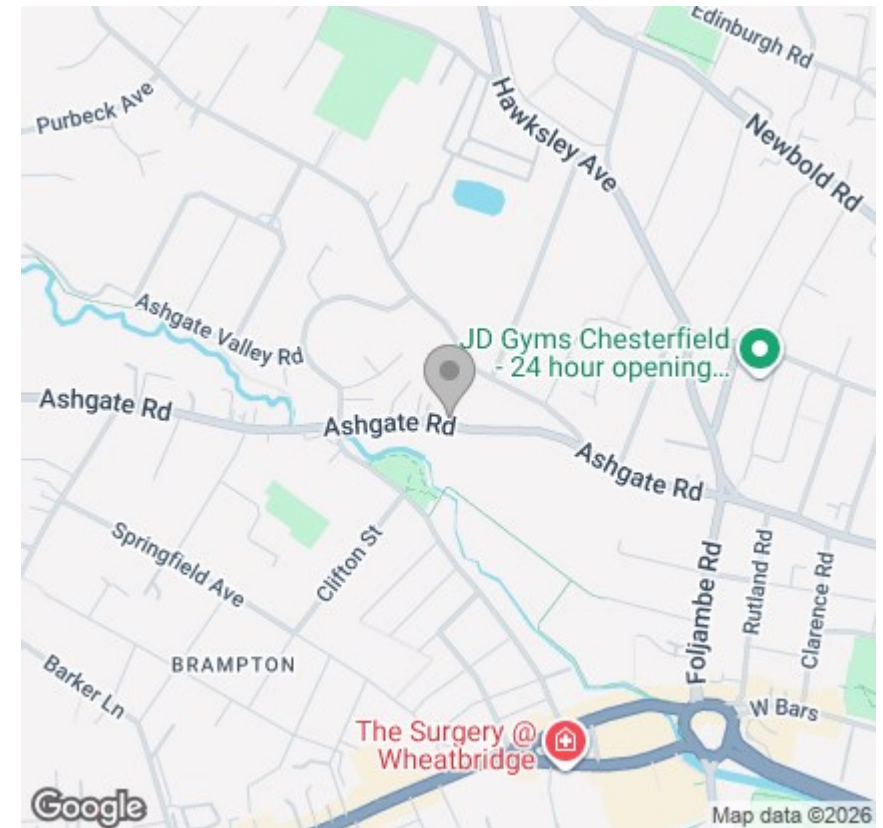 Edinburgh Rd
Purbeck Ave
Hawksley Ave
Newbold Rd
Ashgate Valley Rd
JD Gyms Chesterfield
- 24 hour opening...
Ashgate Rd
Ashgate Rd
Ashgate Rd
Springfield Ave
Clifton St
Foljambe Rd
Rutland Rd
Clarence Rd
BRAMPTON
Barker Ln
W Bars
The Surgery @
Wheatbridge
Google
Map data ©2026